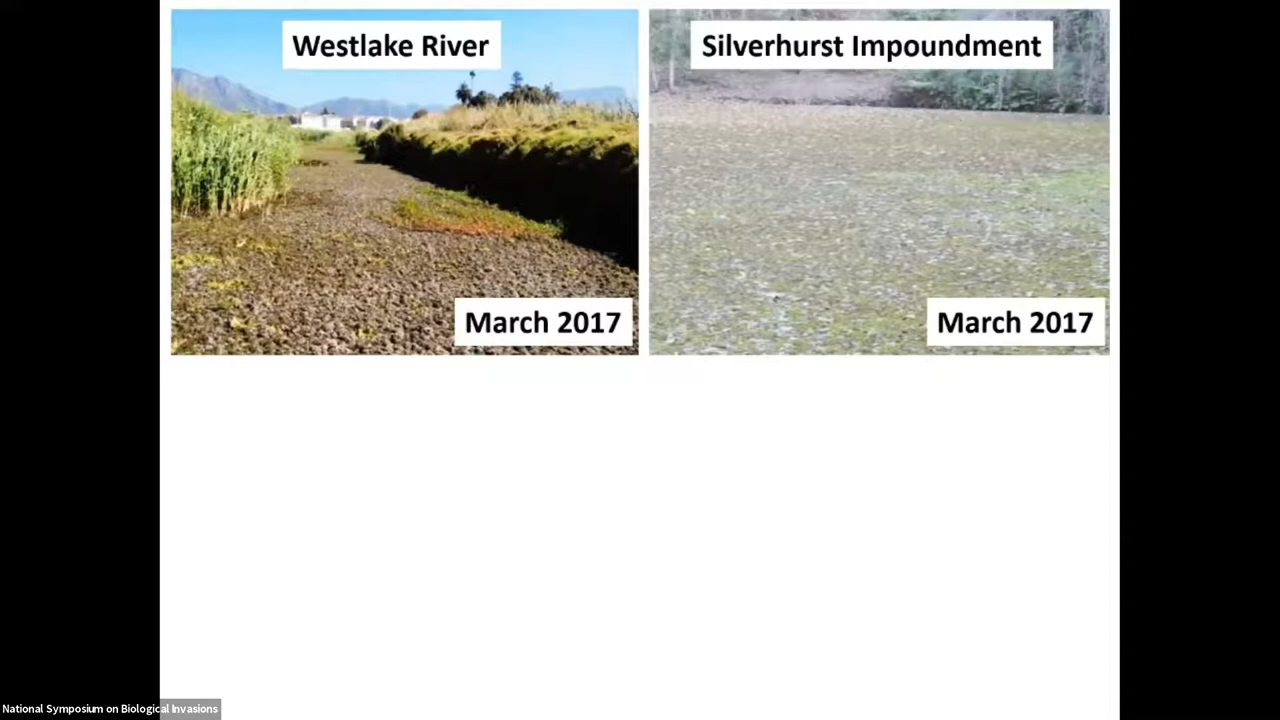 Westlake River
Silverhurst Impoundment
March 2017
March 2017
National Symposium on Biological Invasions